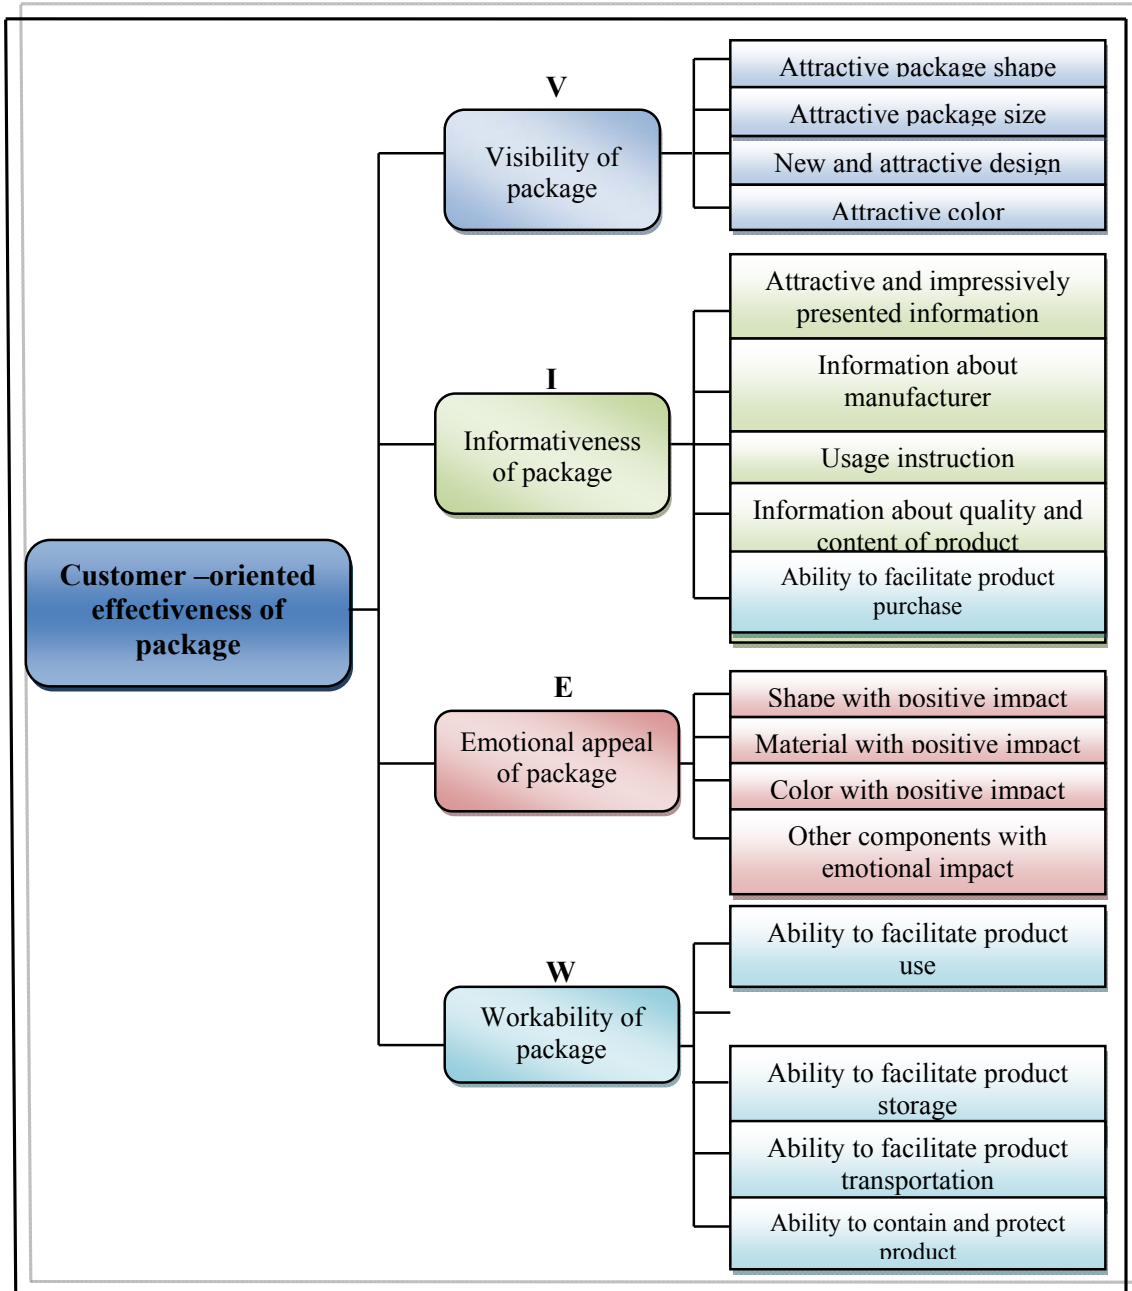 Customer –oriented
effectiveness of
package
V
Visibility of
package
Attractive package shape
Attractive package size
New and attractive design
Attractive color
I
Informativeness
of package
Attractive and impressively
presented information
Information about
manufacturer
Usage instruction
Information about quality and
content of product
Ability to facilitate product
purchase
E
Emotional appeal
of package
Shape with positive impact
Material with positive impact
Color with positive impact
Other components with
emotional impact
W
Workability of
package
Ability to facilitate product
use
Ability to facilitate product
storage
Ability to facilitate product
transportation
Ability to contain and protect
product